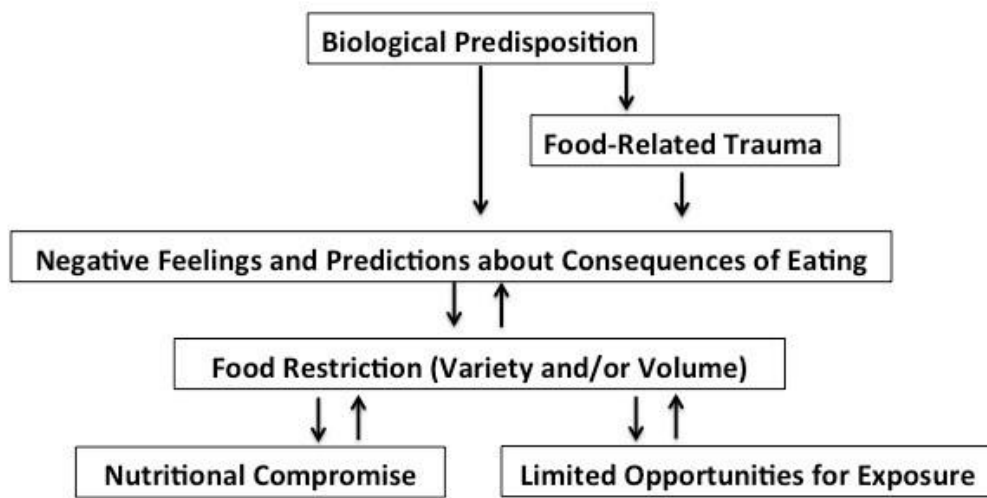 Biological Predisposition
Food-Related Trauma
Negative Feelings and Predictions about Consequences of Eating
Food Restriction (Variety and/or Volume)
Nutritional Compromise
Limited Opportunities for Exposure